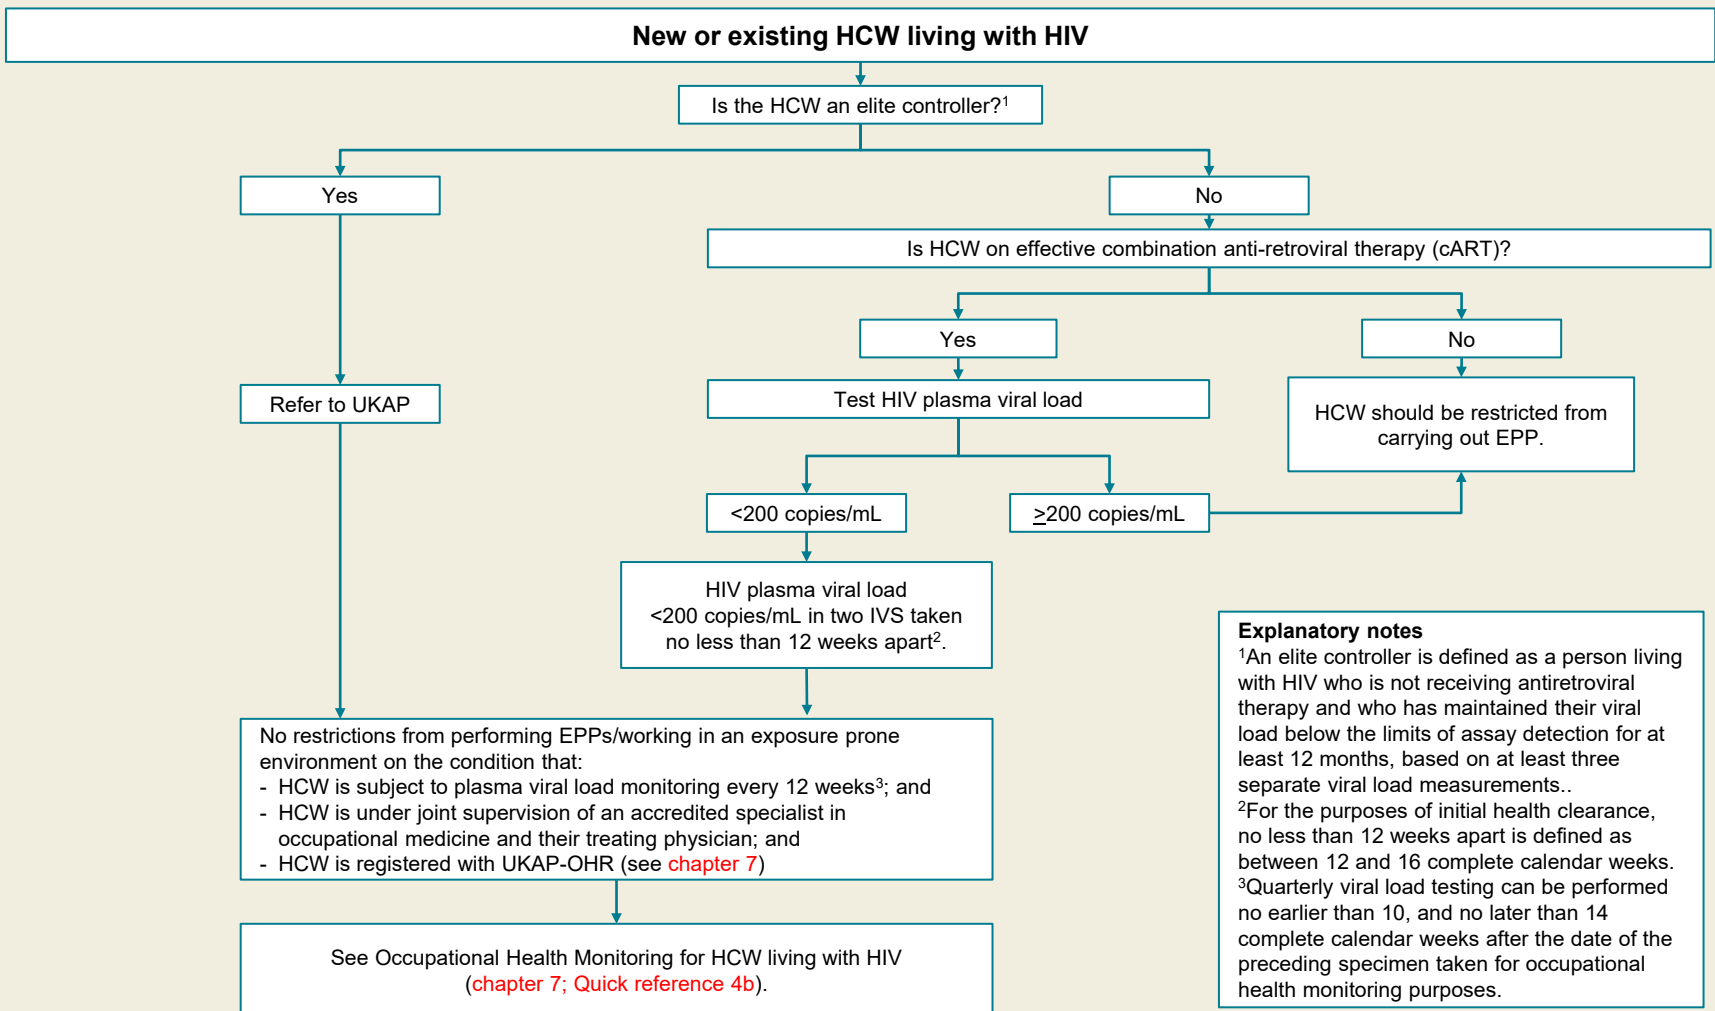 New or existing HCW living with HIV
Is the HCW an elite controller?¹
Yes
No
Is HCW on effective combination anti-retroviral therapy (cART)?
Yes
No
Refer to UKAP
Test HIV plasma viral load
HCW should be restricted from
carrying out EPP.
<200 copies/mL
≥200 copies/mL
HIV plasma viral load
<200 copies/mL in two IVS taken
no less than 12 weeks apart².
No restrictions from performing EPPs/working in an exposure prone
environment on the condition that:
- HCW is subject to plasma viral load monitoring every 12 weeks³; and
- HCW is under joint supervision of an accredited specialist in
occupational medicine and their treating physician; and
- HCW is registered with UKAP-OHR (see chapter 7)
See Occupational Health Monitoring for HCW living with HIV
(chapter 7; Quick reference 4b).
Explanatory notes
¹An elite controller is defined as a person living
with HIV who is not receiving antiretroviral
therapy and who has maintained their viral
load below the limits of assay detection for at
least 12 months, based on at least three
separate viral load measurements..
²For the purposes of initial health clearance,
no less than 12 weeks apart is defined as
between 12 and 16 complete calendar weeks.
³Quarterly viral load testing can be performed
no earlier than 10, and no later than 14
complete calendar weeks after the date of the
preceding specimen taken for occupational
health monitoring purposes.